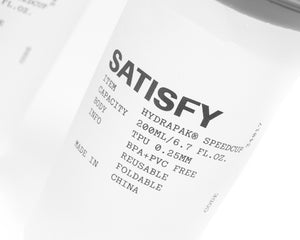 SATISFY
ITEM HYDRAPAK® SPEEDCUP
CAPACITY 200ML/6.7 FL.OZ.
BODY TPU 0.25MM
INFO BPA+PVC FREE
REUSABLE
FOLDABLE
MADE IN CHINA
CODE